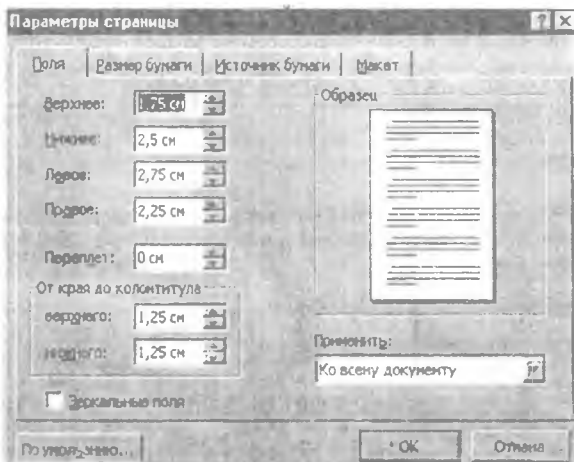 Параметры страницы
Поля Размер бумаги Источник бумаги Макет
Верхнее: 1,75 см
Нижнее: 2,5 см
Левое: 2,75 см
Правое: 2,25 см
Переплет: 0 см
От края до колонтитула
верхнего: 1,25 см
нижнего: 1,25 см
Зеркальные поля
Образец
Применить:
Ко всему документу
По умолчанию... ОК Отмена